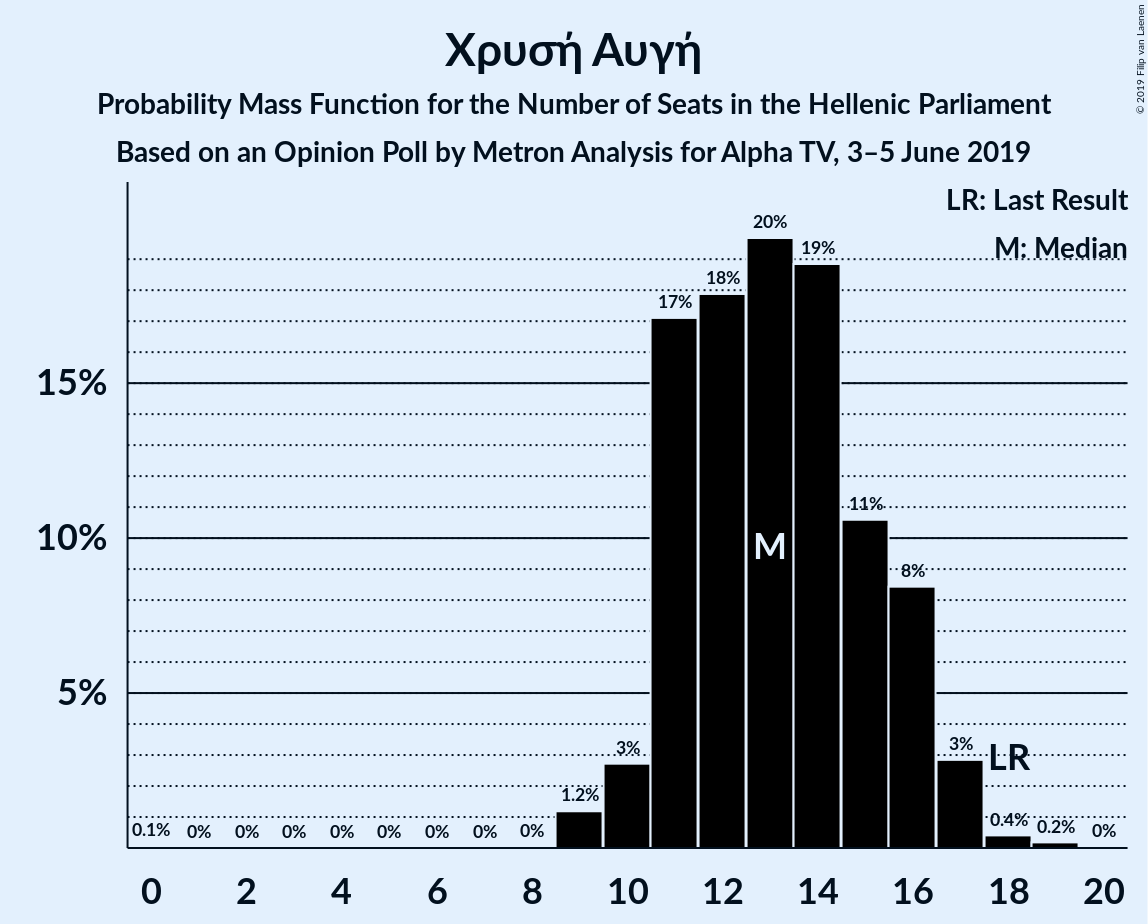 Χρυσή Αυγή
Probability Mass Function for the Number of Seats in the Hellenic Parliament
Based on an Opinion Poll by Metron Analysis for Alpha TV, 3–5 June 2019
© 2019 Filip van Laenen
LR: Last Result
M: Median
15%
10%
5%
0.1%
0%
0%
0%
0%
0%
0%
0%
0%
1.2%
3%
17%
18%
20%
19%
11%
8%
3%
0.4%
0.2%
0%
M
LR
0 2 4 6 8 10 12 14 16 18 20